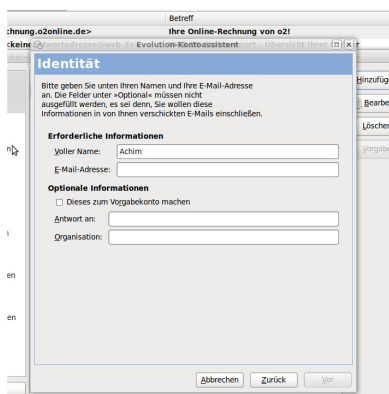 Betreff
chnung.o2online.de>
Ihre Online-Rechnung von o2!
Evolution-Kontoassistent
Identität
Hinzufüg
Bitte geben Sie unten Ihren Namen und Ihre E-Mail-Adresse
an. Die Felder unter »Optional« müssen nicht
ausgefüllt werden, es sei denn, Sie wollen diese
Informationen in von Ihnen verschickten E-Mails einschließen.
Bearbe
Löschen
Erforderliche Informationen
Voller Name: Achim
Vorgab
E-Mail-Adresse:
Optionale Informationen
Dieses zum Vorgabekonto machen
Antwort an:
Organisation:
en
en
Abbrechen Zurück Vor